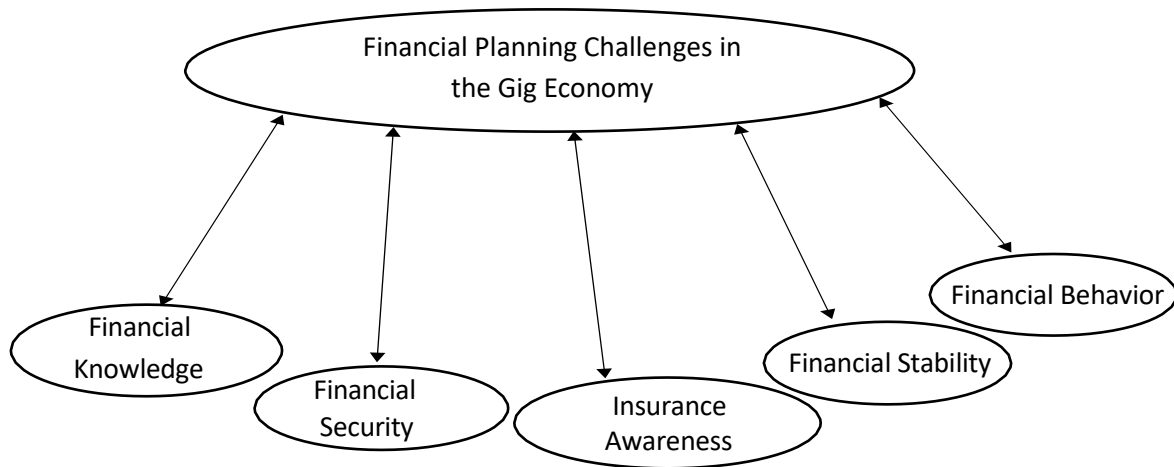 Financial Planning Challenges in
the Gig Economy
Financial
Knowledge
Financial
Security
Insurance
Awareness
Financial Stability
Financial Behavior